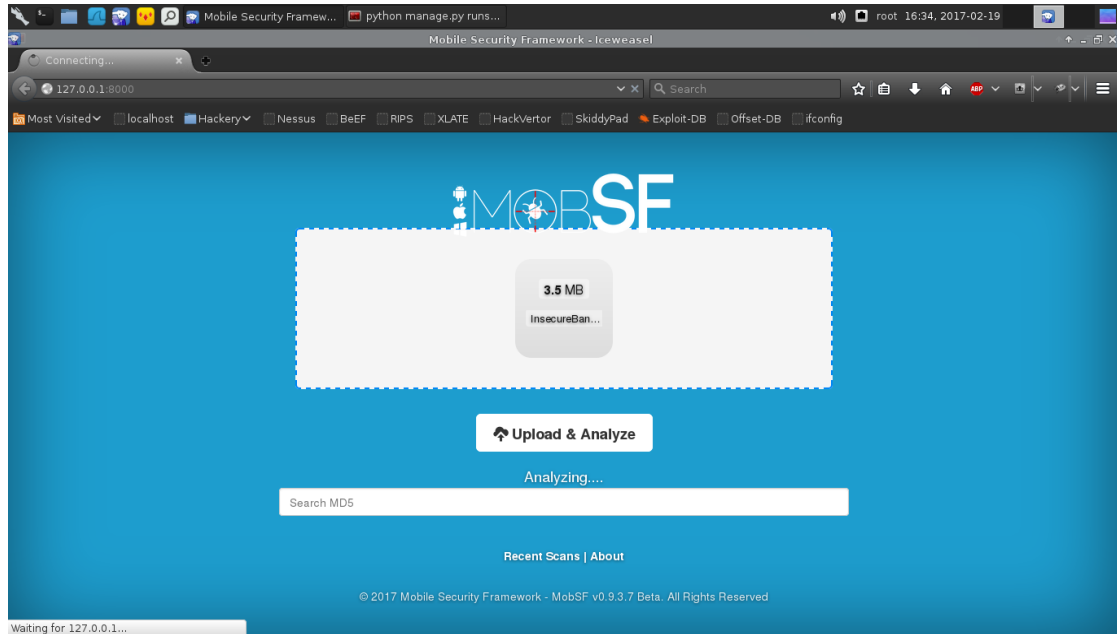 Mobile Security Framew... python manage.py runs... root 16:34, 2017-02-19
Mobile Security Framework - Iceweasel
Connecting...
127.0.0.1:8000 Search ABP
Most Visited localhost Hackery Nessus BeEF RIPS XLATE HackVertor SkiddyPad Exploit-DB Offset-DB ifconfig
MOBSF
3.5 MB
InsecureBan...
Upload & Analyze
Analyzing....
Search MD5
Recent Scans | About
© 2017 Mobile Security Framework - MobSF v0.9.3.7 Beta. All Rights Reserved
Waiting for 127.0.0.1...